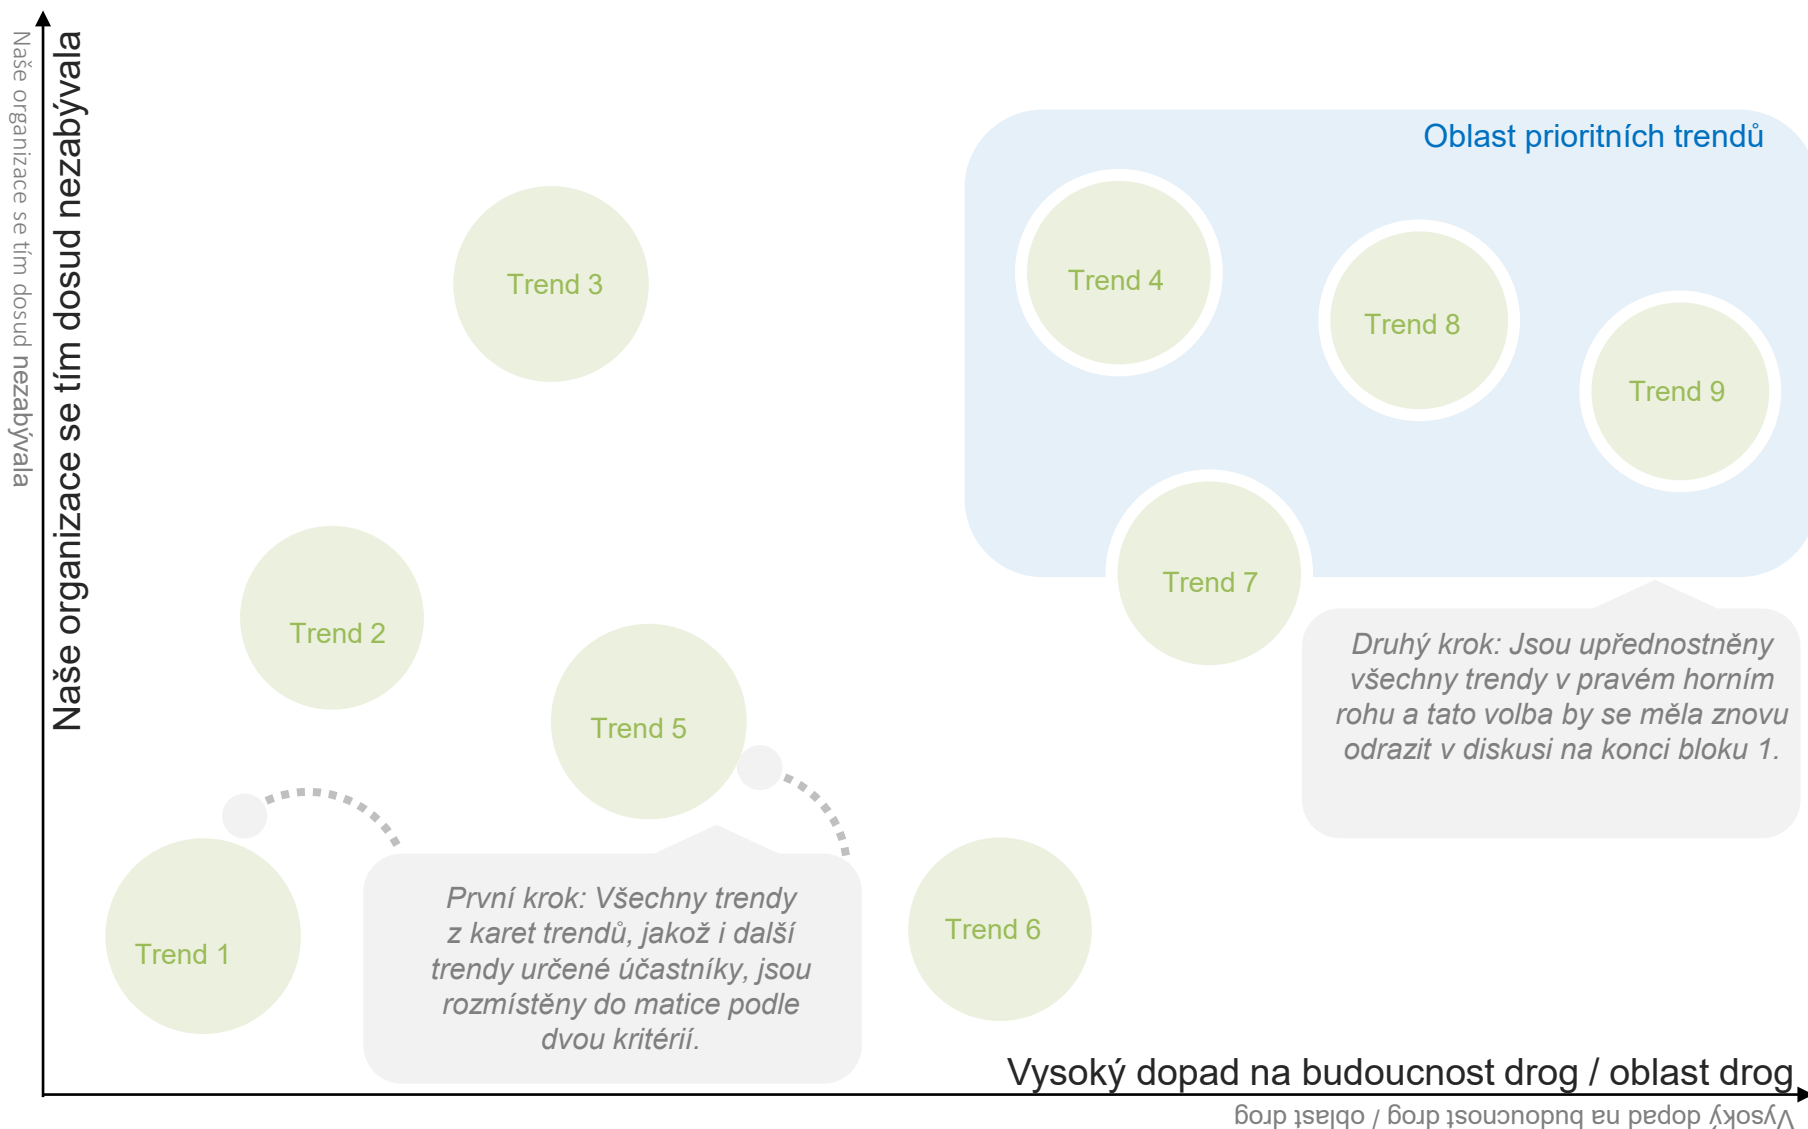 Naše organizace se tím dosud nezabývala
Naše organizace se tím dosud nezabývala
Oblast prioritních trendů
Trend 3
Trend 4
Trend 8
Trend 9
Trend 7
Trend 2
Trend 5
Druhý krok: Jsou upřednostněny
všechny trendy v pravém horním
rohu a tato volba by se měla znovu
odrazit v diskusi na konci bloku 1.
Trend 1
První krok: Všechny trendy
z karet trendů, jakož i další
trendy určené účastníky, jsou
rozmístěny do matice podle
dvou kritérií.
Trend 6
Vysoký dopad na budoucnost drog / oblast drog
Vysoký dopad na budoucnost drog / oblast drog